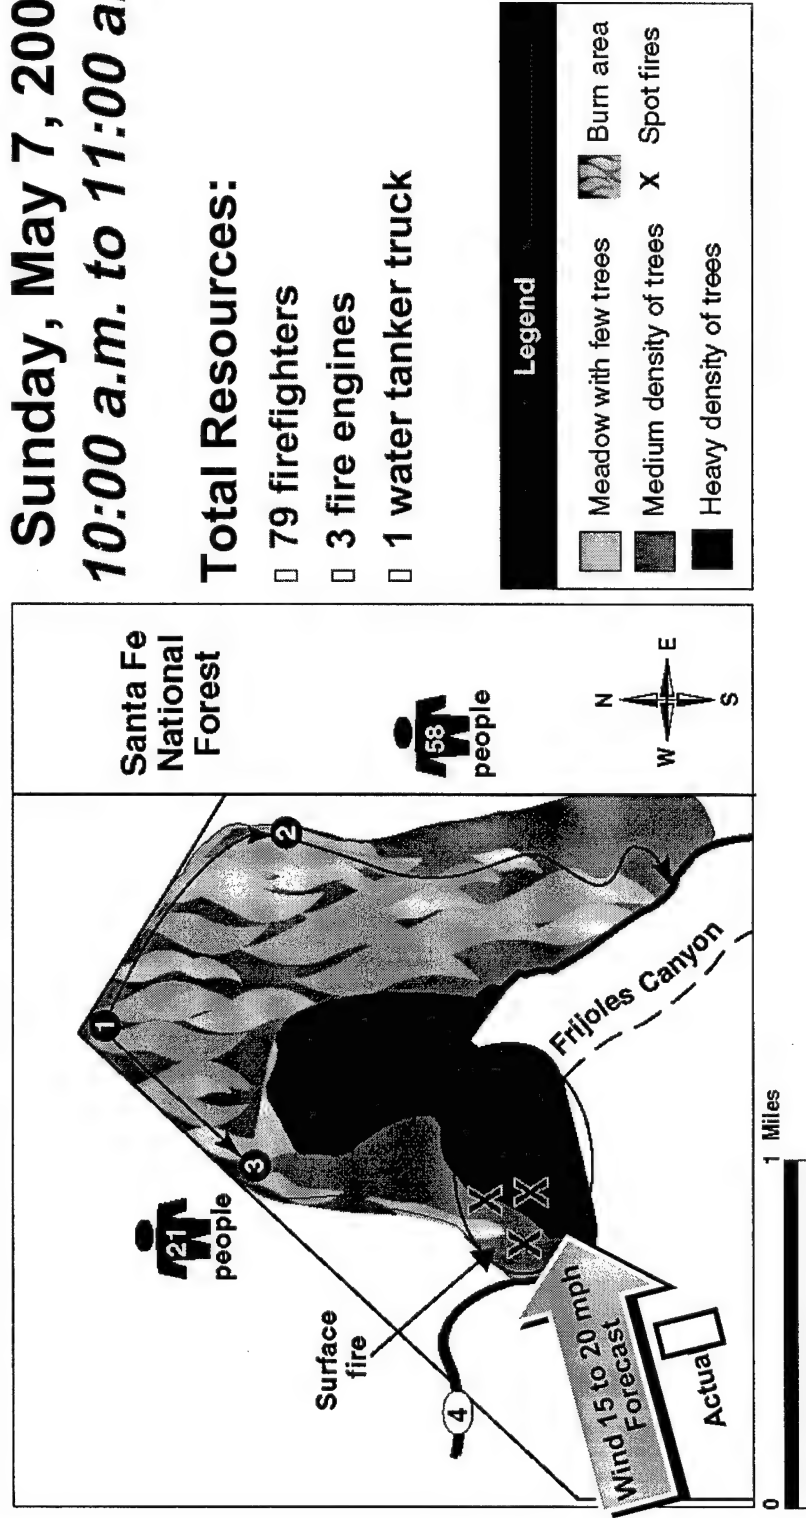 Sunday, May 7, 200
10:00 a.m. to 11:00 a
Total Resources:
79 firefighters
3 fire engines
1 water tanker truck
Santa Fe
National
Forest
1
2
3
21
people
58
people
N
W E
S
Surface
fire
4
X X
X
Frijoles Canyon
Wind 15 to 20 mph
Forecast
Actual
0 1 Miles
Legend
Meadow with few trees
Medium density of trees
Heavy density of trees
Burn area
X Spot fires